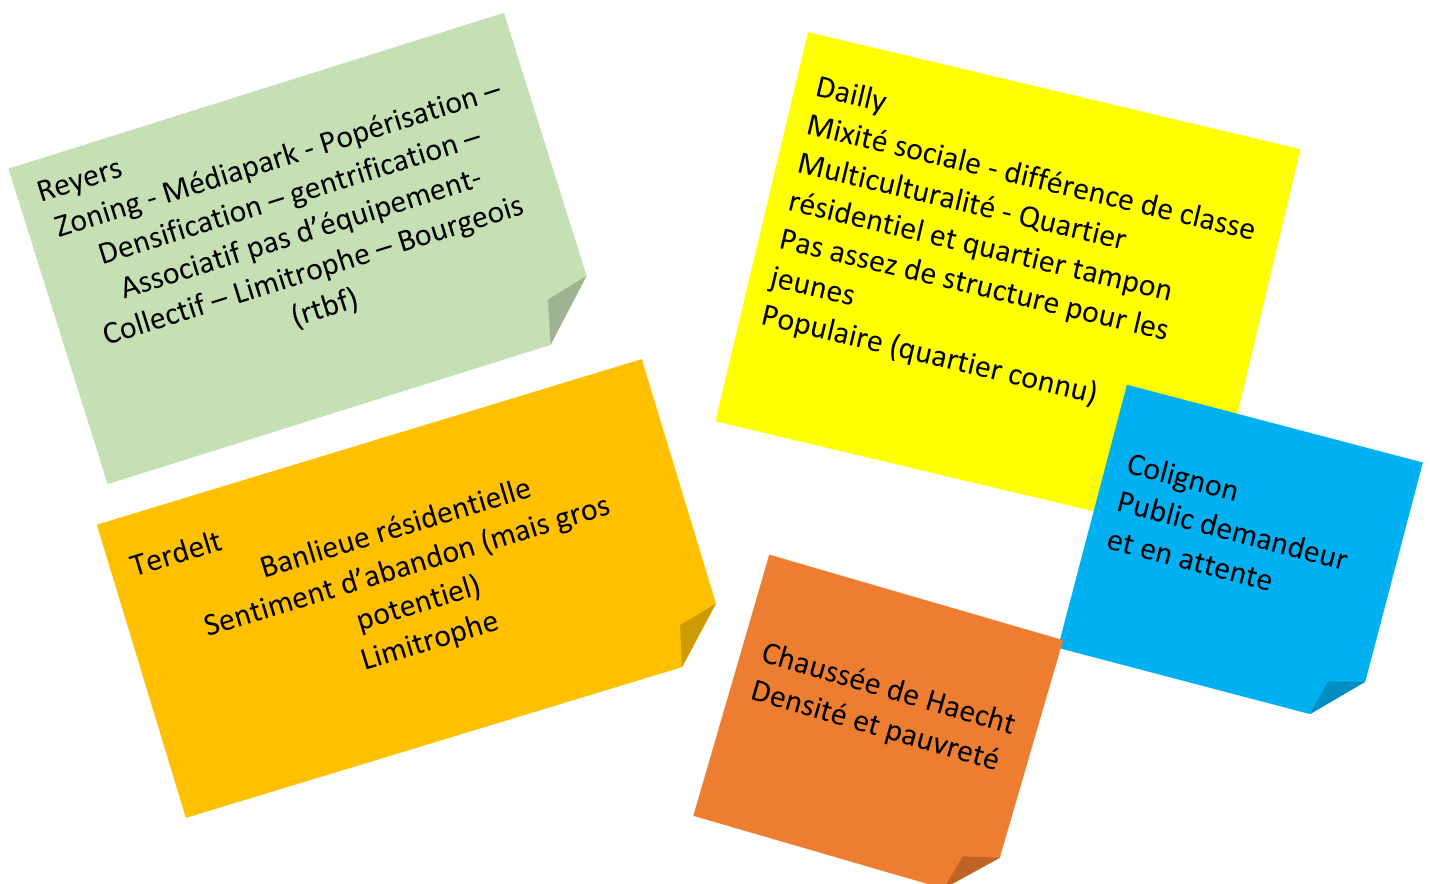 Reyers
Zoning - Médiapark - Popérisation –
Densification – gentrification –
Associatif pas d’équipement-
Collectif – Limitrophe – Bourgeois
(rtbf)
Dailly
Mixité sociale - différence de classe
Multiculturalité - Quartier
résidentiel et quartier tampon
Pas assez de structure pour les
jeunes
Populaire (quartier connu)
Terdelt
Banlieue résidentielle
Sentiment d’abandon (mais gros
potentiel)
Limitrophe
Colignon
Public demandeur
et en attente
Chaussée de Haecht
Densité et pauvreté